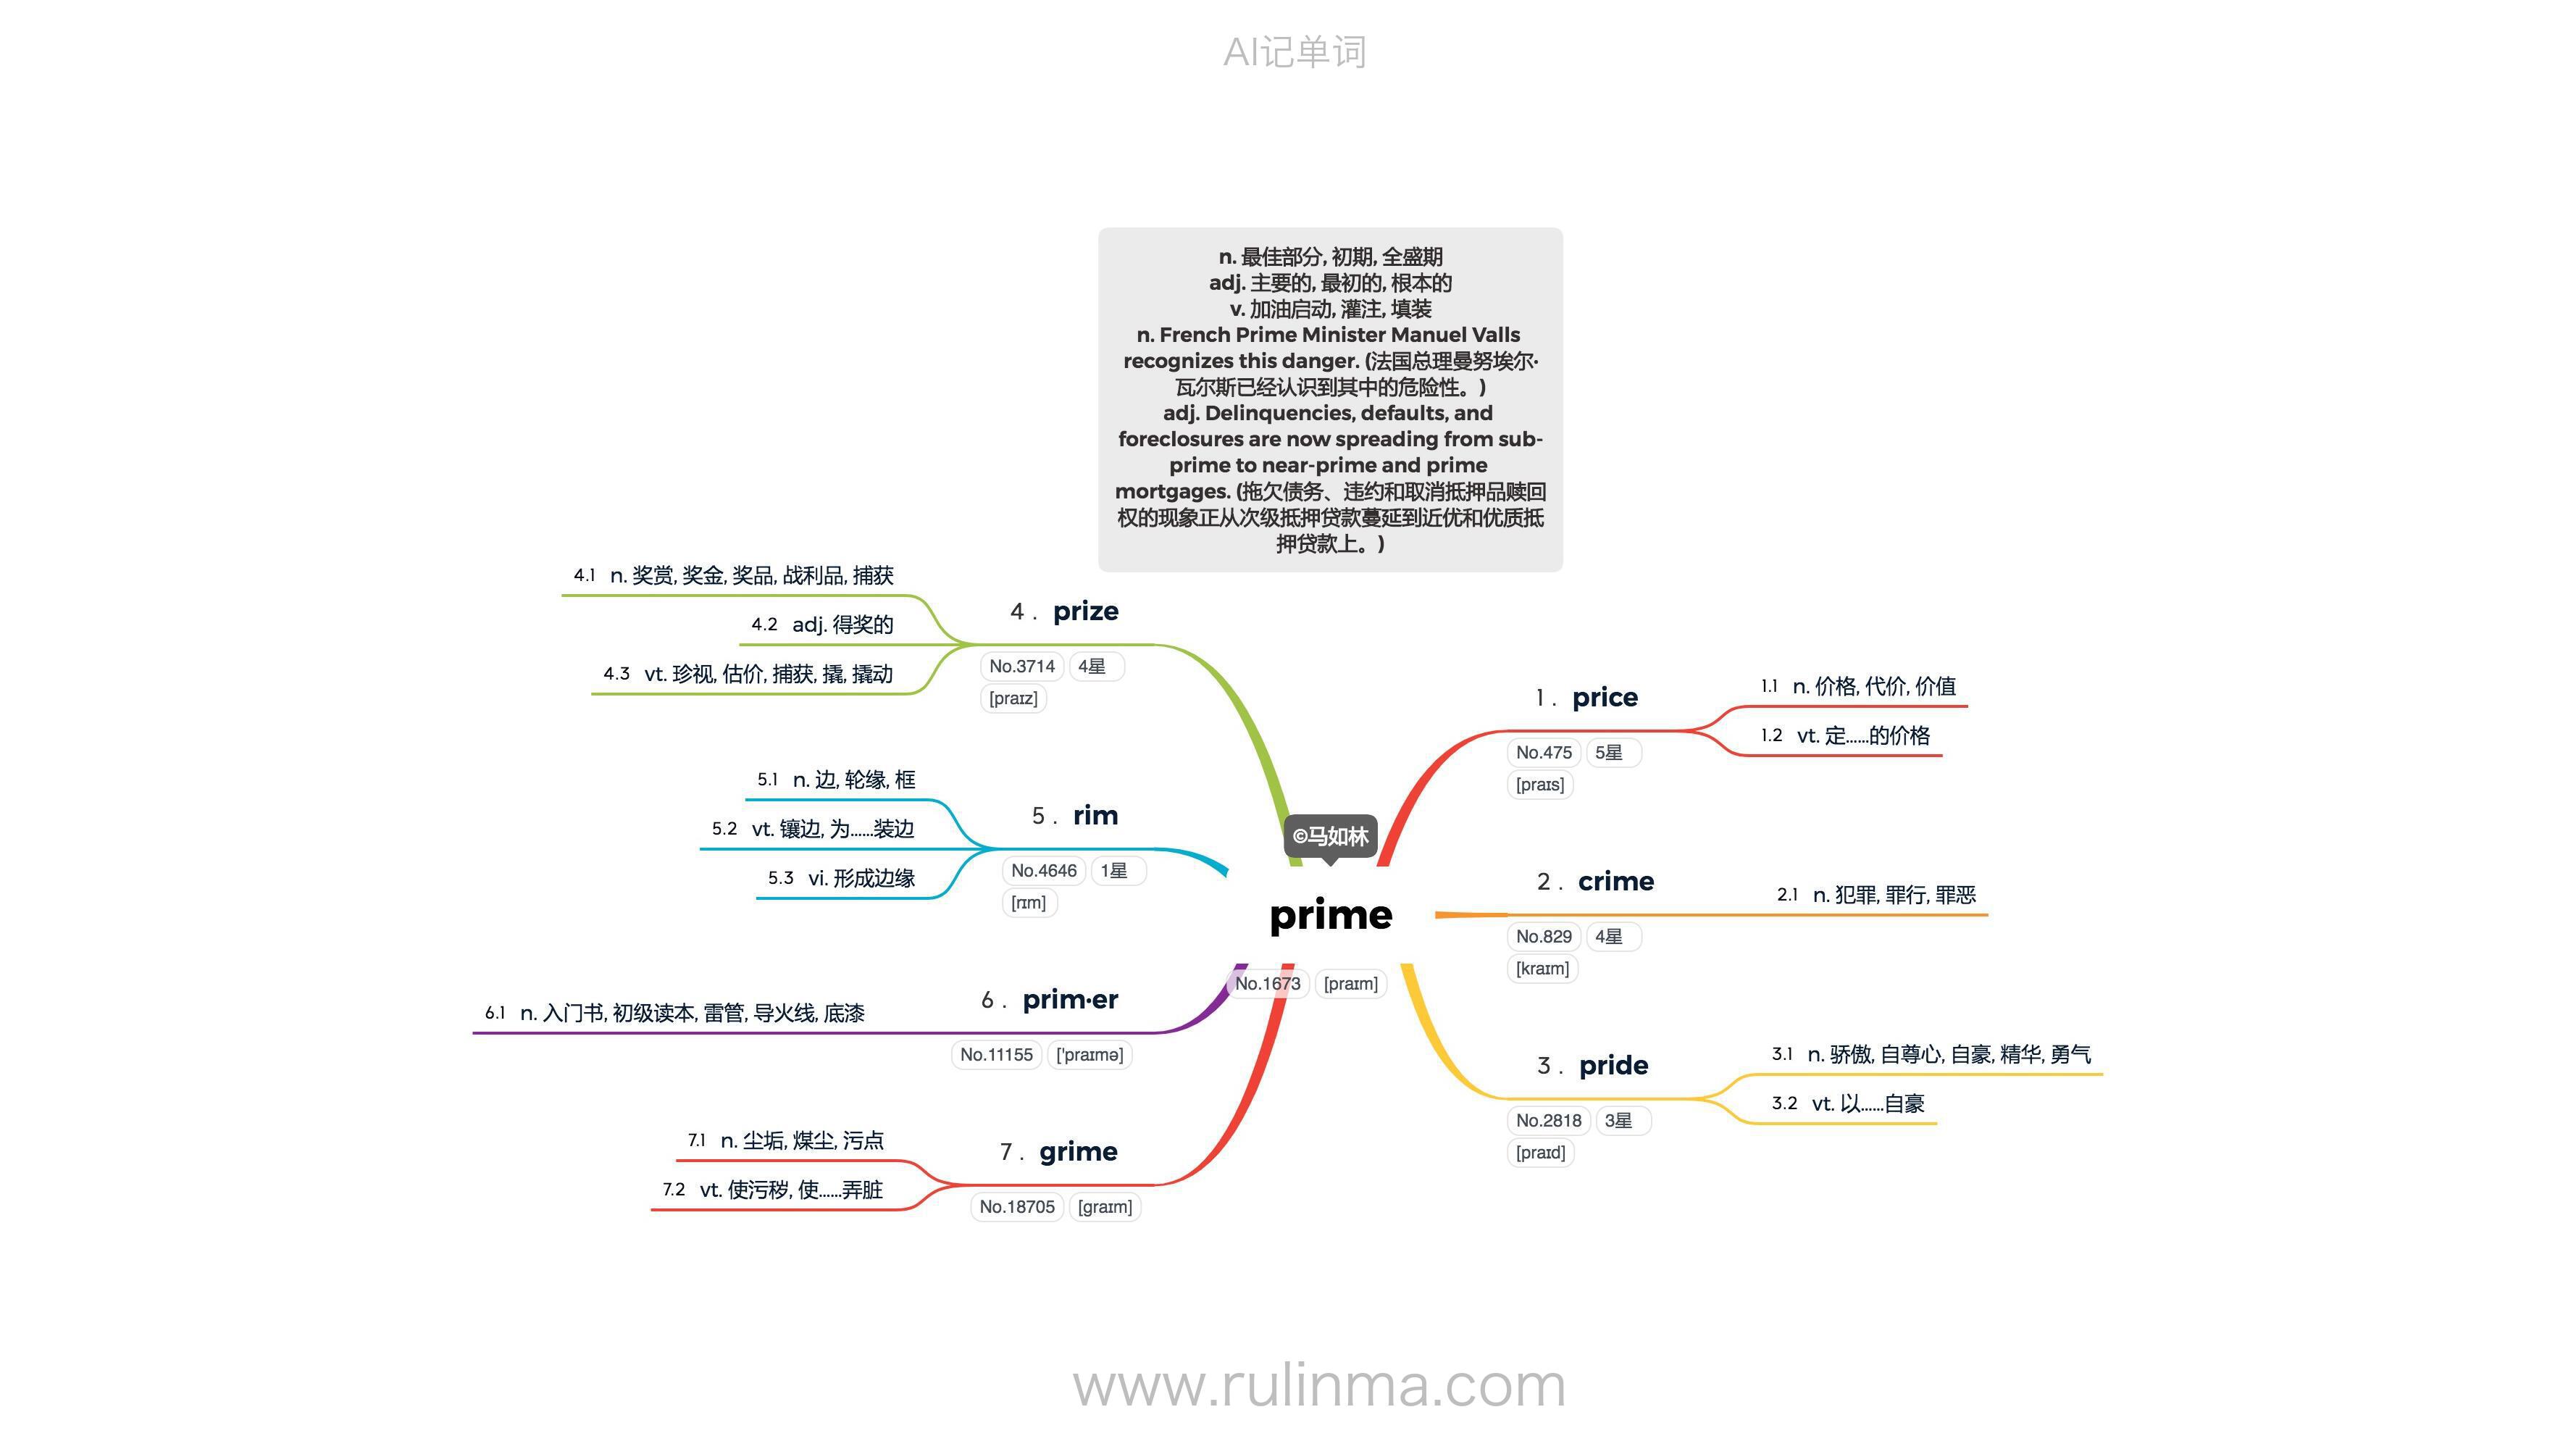 AI记单词
n. 最佳部分, 初期, 全盛期
adj. 主要的, 最初的, 根本的
v. 加油启动, 灌注, 填装
n. French Prime Minister Manuel Valls
recognizes this danger. (法国总理曼努埃尔·
瓦尔斯已经认识到其中的危险性。)
adj. Delinquencies, defaults, and
foreclosures are now spreading from sub-
prime to near-prime and prime
mortgages. (拖欠债务、违约和取消抵押品赎回
权的现象正从次级抵押贷款蔓延到近优和优质抵
押贷款上。)
©马如林
prime
No.1673 [praɪm]
1 . price
No.475 5星
[praɪs]
1.1 n. 价格, 代价, 价值
1.2 vt. 定......的价格
2 . crime
No.829 4星
[kraɪm]
2.1 n. 犯罪, 罪行, 罪恶
3 . pride
No.2818 3星
[praɪd]
3.1 n. 骄傲, 自尊心, 自豪, 精华, 勇气
3.2 vt. 以......自豪
4 . prize
No.3714 4星
[praɪz]
4.1 n. 奖赏, 奖金, 奖品, 战利品, 捕获
4.2 adj. 得奖的
4.3 vt. 珍视, 估价, 捕获, 撬, 撬动
5 . rim
No.4646 1星
[rɪm]
5.1 n. 边, 轮缘, 框
5.2 vt. 镶边, 为......装边
5.3 vi. 形成边缘
6 . prim·er
No.11155 ['praɪmə]
6.1 n. 入门书, 初级读本, 雷管, 导火线, 底漆
7 . grime
No.18705 [ɡraɪm]
7.1 n. 尘垢, 煤尘, 污点
7.2 vt. 使污秽, 使......弄脏
www.rulinma.com